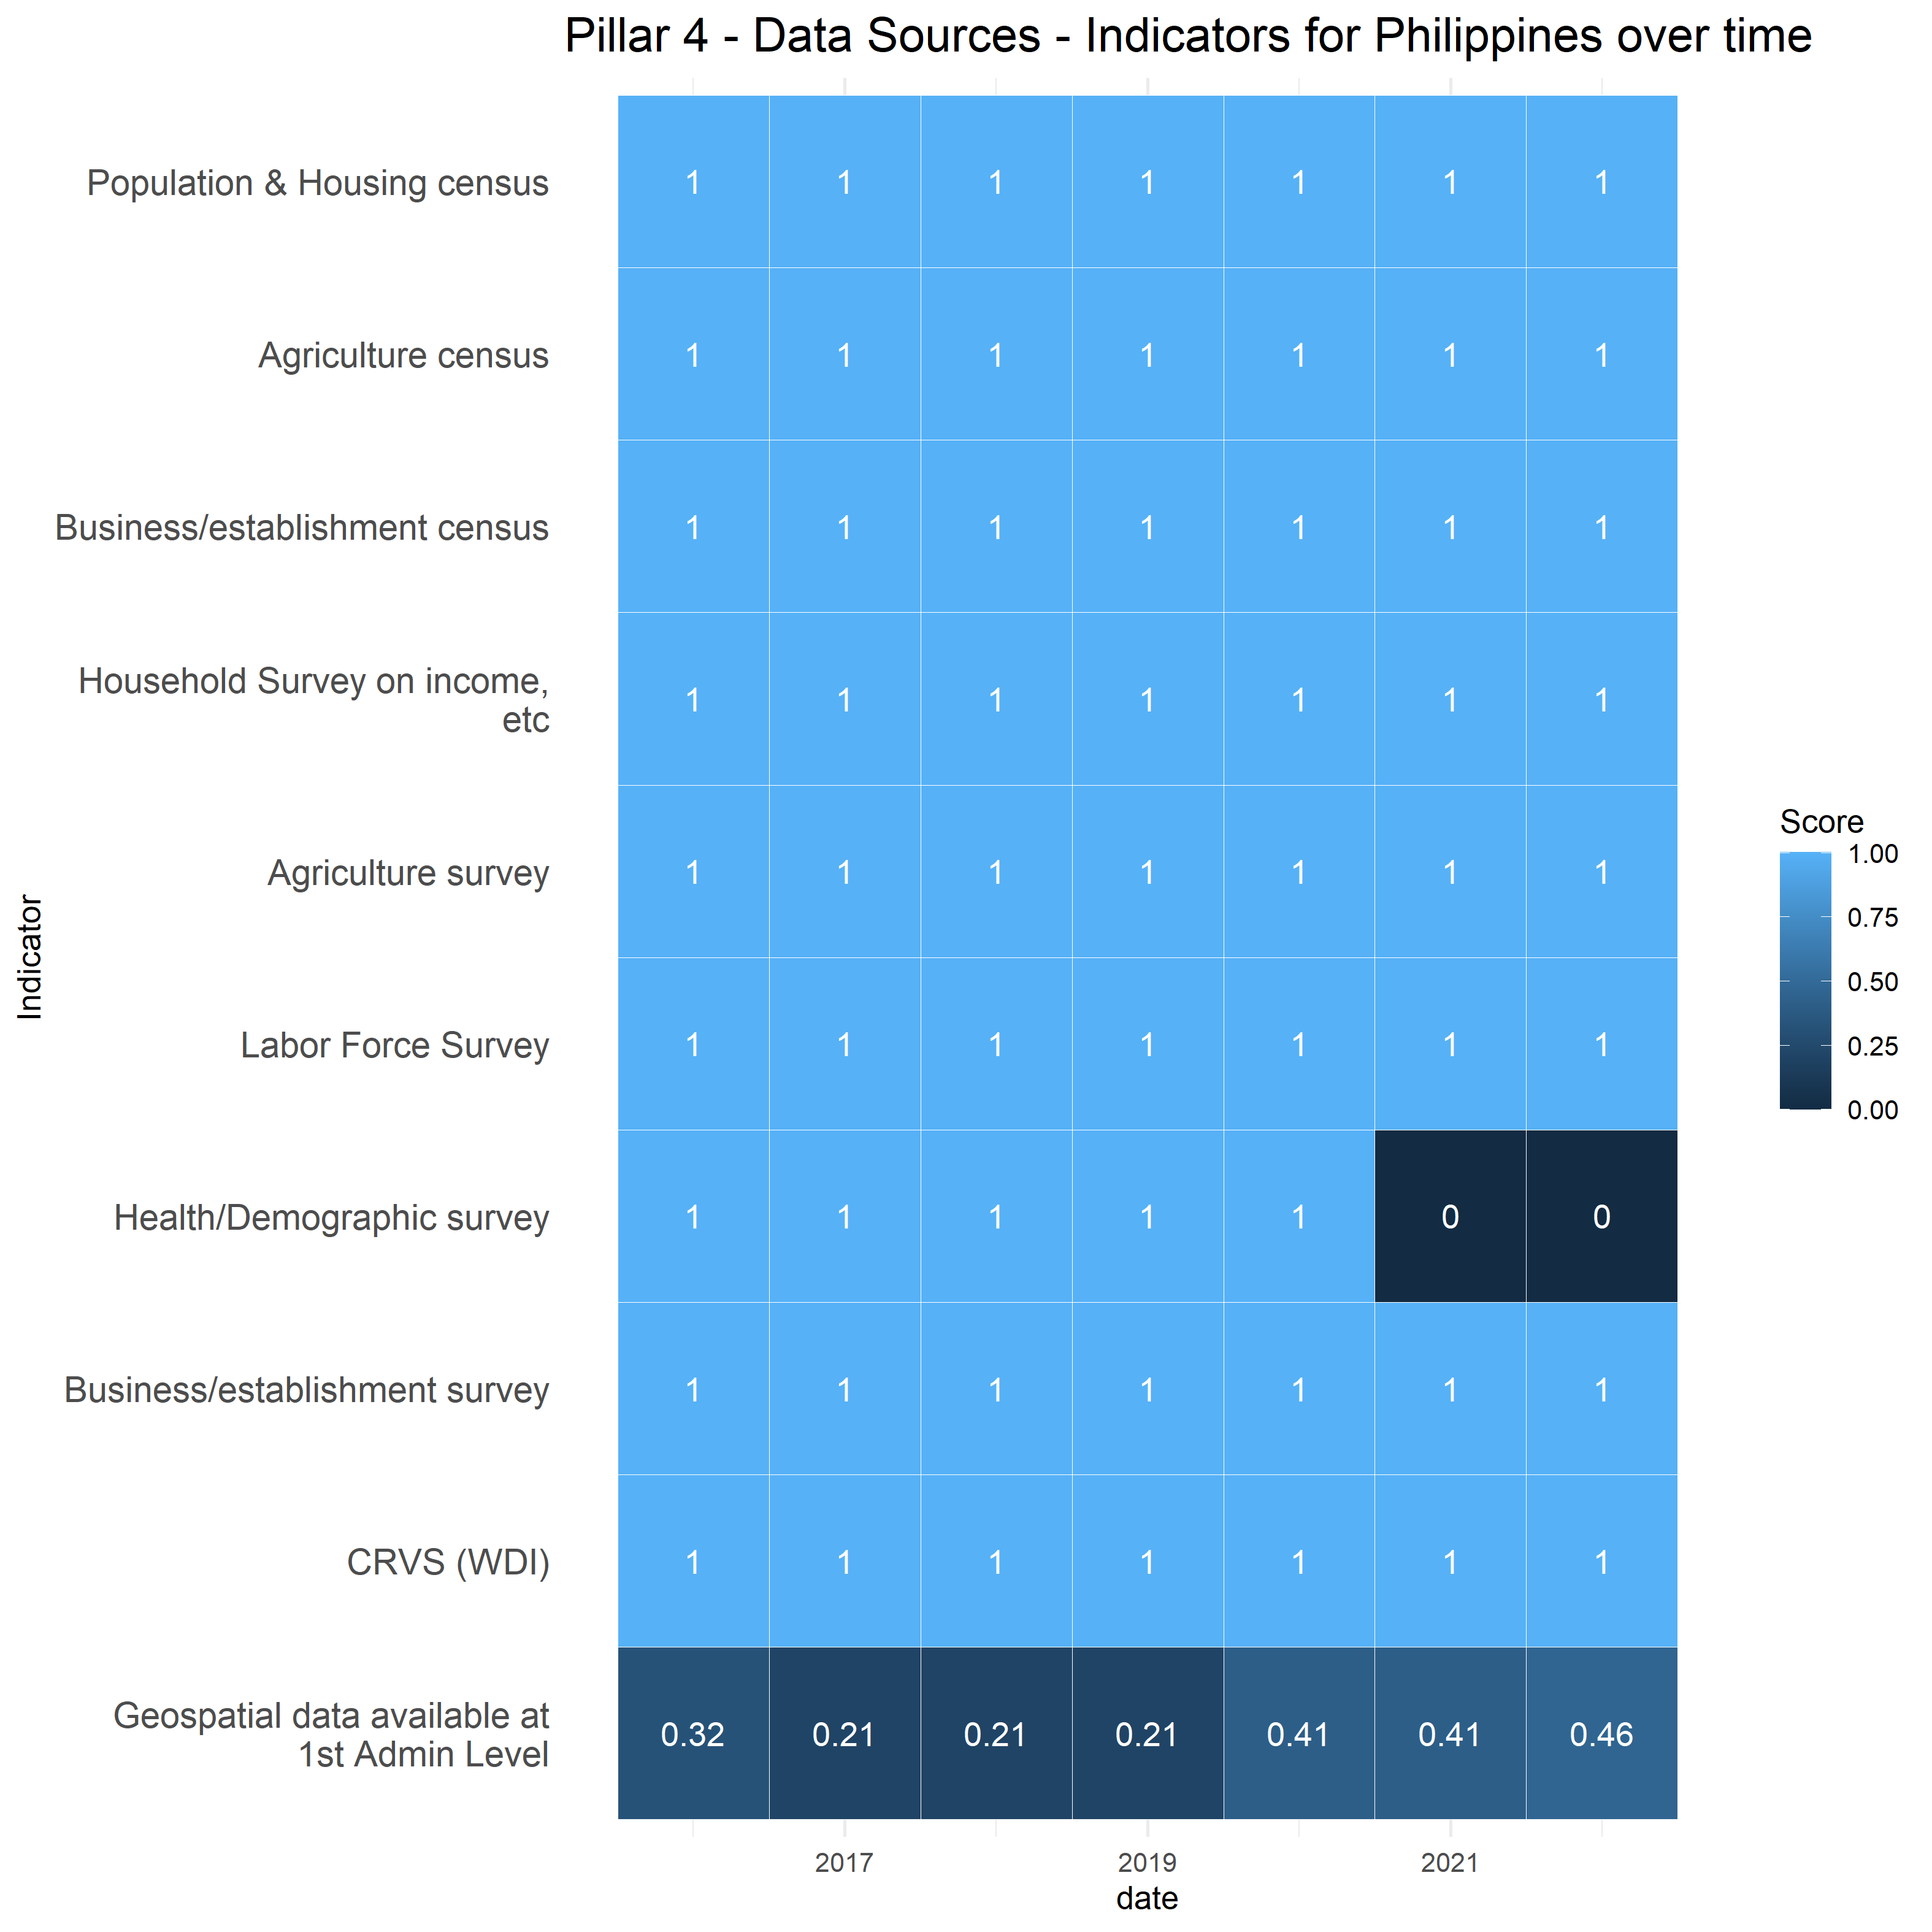 Pillar 4 - Data Sources - Indicators for Philippines over time
Population & Housing census
1 1 1 1 1 1 1
Agriculture census
1 1 1 1 1 1 1
Business/establishment census
1 1 1 1 1 1 1
Household Survey on income,
etc
1 1 1 1 1 1 1
Agriculture survey
1 1 1 1 1 1 1
Labor Force Survey
1 1 1 1 1 1 1
Health/Demographic survey
1 1 1 1 1 0 0
Business/establishment survey
1 1 1 1 1 1 1
CRVS (WDI)
1 1 1 1 1 1 1
Geospatial data available at
1st Admin Level
0.32 0.21 0.21 0.21 0.41 0.41 0.46
2017 2019 2021
date
Indicator
Score
1.00
0.75
0.50
0.25
0.00